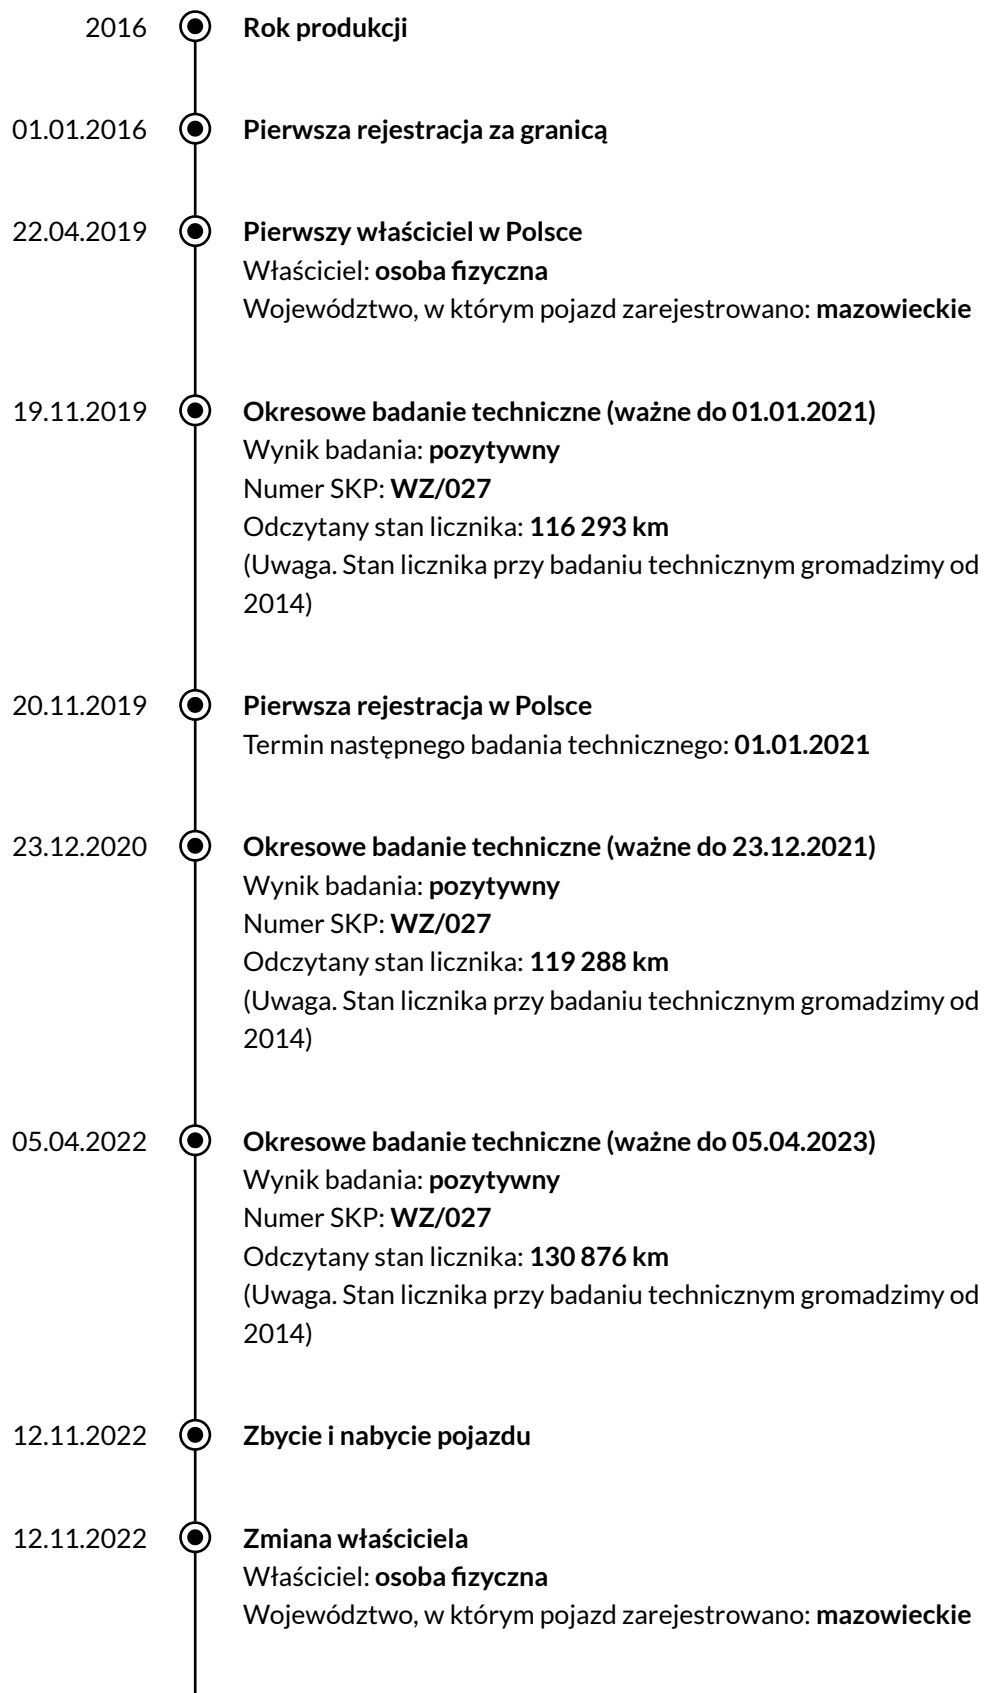 2016 Rok produkcji
01.01.2016 Pierwsza rejestracja za granicą
22.04.2019 Pierwszy właściciel w Polsce
Właściciel: osoba fizyczna
Województwo, w którym pojazd zarejestrowano: mazowieckie
19.11.2019 Okresowe badanie techniczne (ważne do 01.01.2021)
Wynik badania: pozytywny
Numer SKP: WZ/027
Odczytany stan licznika: 116 293 km
(Uwaga. Stan licznika przy badaniu technicznym gromadzimy od
2014)
20.11.2019 Pierwsza rejestracja w Polsce
Termin następnego badania technicznego: 01.01.2021
23.12.2020 Okresowe badanie techniczne (ważne do 23.12.2021)
Wynik badania: pozytywny
Numer SKP: WZ/027
Odczytany stan licznika: 119 288 km
(Uwaga. Stan licznika przy badaniu technicznym gromadzimy od
2014)
05.04.2022 Okresowe badanie techniczne (ważne do 05.04.2023)
Wynik badania: pozytywny
Numer SKP: WZ/027
Odczytany stan licznika: 130 876 km
(Uwaga. Stan licznika przy badaniu technicznym gromadzimy od
2014)
12.11.2022 Zbycie i nabycie pojazdu
12.11.2022 Zmiana właściciela
Właściciel: osoba fizyczna
Województwo, w którym pojazd zarejestrowano: mazowieckie